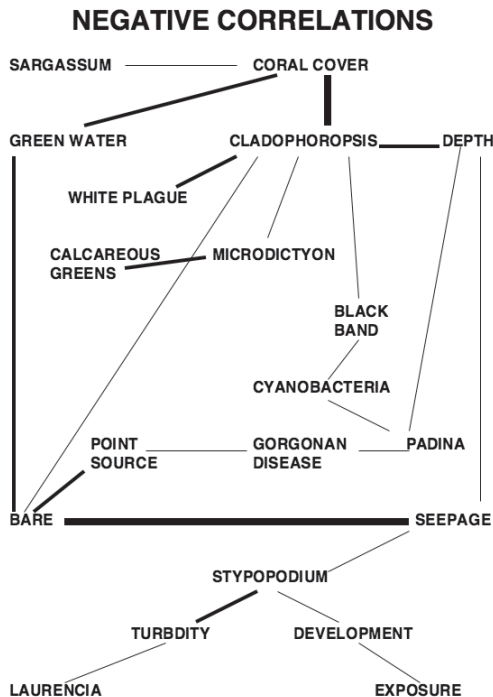 NEGATIVE CORRELATIONS
SARGASSUM
CORAL COVER
GREEN WATER
CLADOPHOROPSIS
DEPTH
WHITE PLAGUE
CALCAREOUS
GREENS
MICRODICTYON
BLACK
BAND
CYANOBACTERIA
POINT
SOURCE
GORGONAN
DISEASE
PADINA
BARE
SEEPAGE
STYPOPODIUM
TURBDITY
DEVELOPMENT
LAURENCIA
EXPOSURE